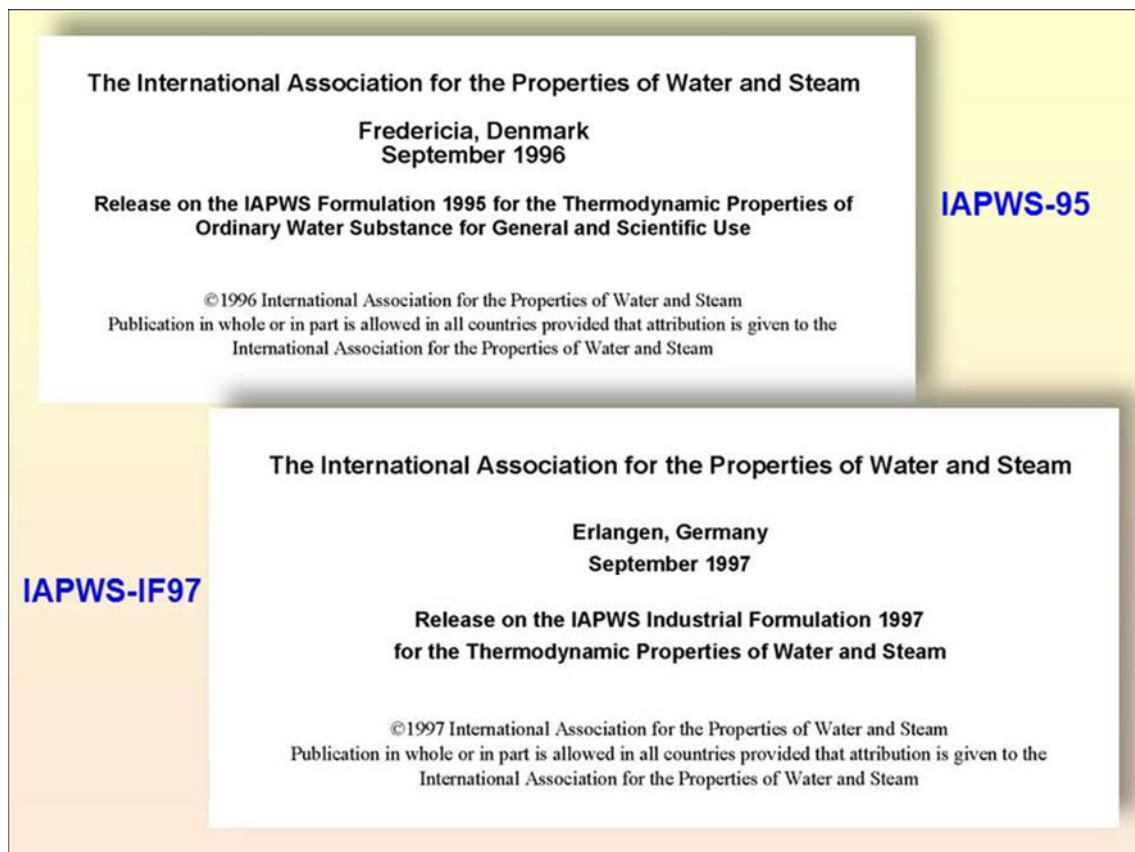 The International Association for the Properties of Water and Steam
Fredericia, Denmark
September 1996
Release on the IAPWS Formulation 1995 for the Thermodynamic Properties of
Ordinary Water Substance for General and Scientific Use
©1996 International Association for the Properties of Water and Steam
Publication in whole or in part is allowed in all countries provided that attribution is given to the
International Association for the Properties of Water and Steam
IAPWS-95
The International Association for the Properties of Water and Steam
Erlangen, Germany
September 1997
Release on the IAPWS Industrial Formulation 1997
for the Thermodynamic Properties of Water and Steam
©1997 International Association for the Properties of Water and Steam
Publication in whole or in part is allowed in all countries provided that attribution is given to the
International Association for the Properties of Water and Steam
IAPWS-IF97